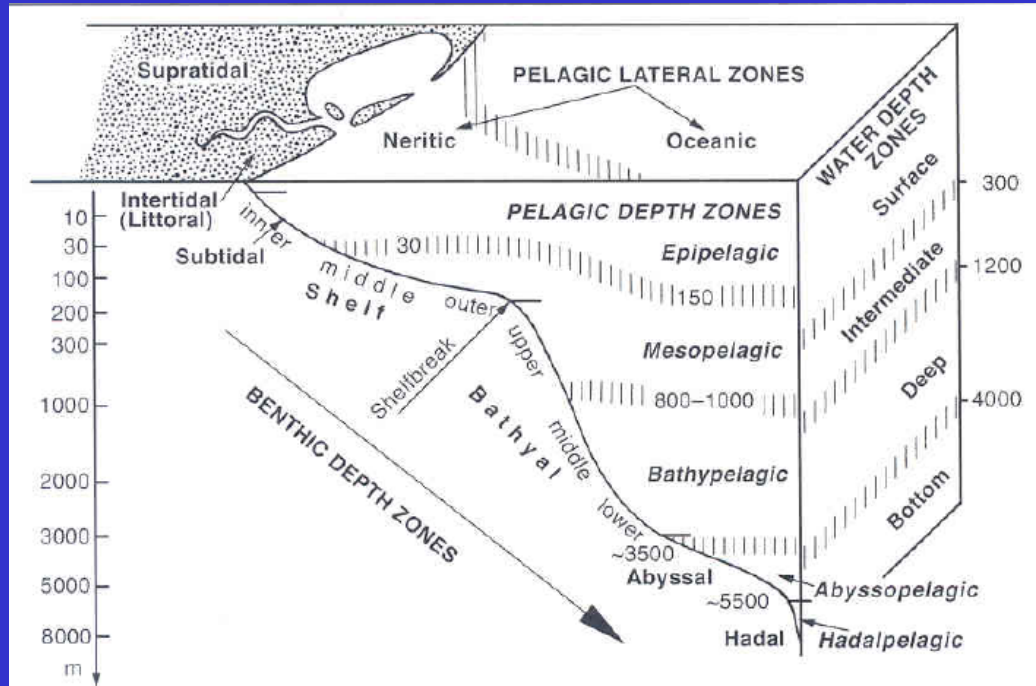 Supratidal
PELAGIC LATERAL ZONES
Neritic
Oceanic
WATER DEPTH
ZONES
Intertidal
(Littoral)
Subtidal
PELAGIC DEPTH ZONES
Surface
300
10
30
100
200
300
1000
2000
3000
5000
8000
m
inner
middle
outer
Shelf
30
Epipelagic
150
Intermediate
1200
Shelfbreak
upper
middle
lower
Bathyal
Mesopelagic
800–1000
Deep
4000
BENTHIC DEPTH ZONES
Bathypelagic
Bottom
~3500
Abyssal
Abyssopelagic
~5500
Hadal
Hadalpelagic